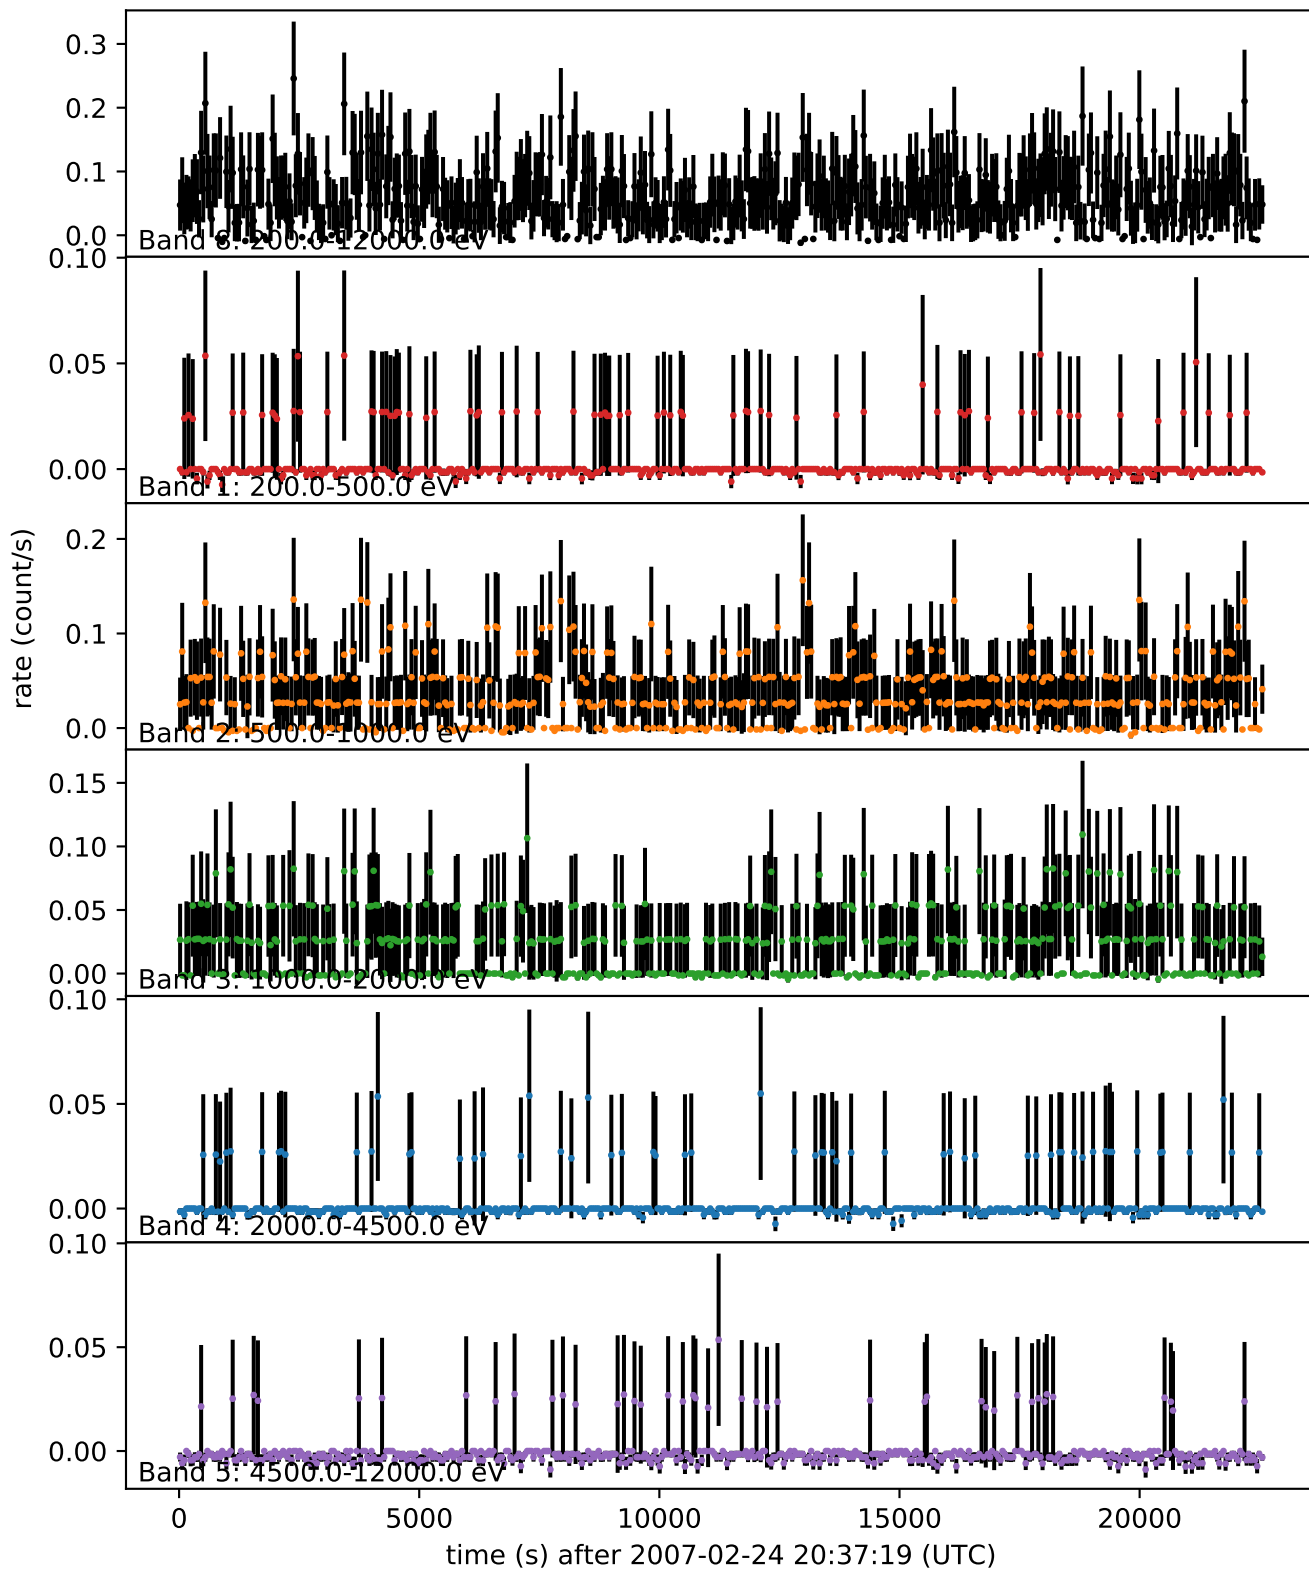 0.3
0.2
0.1
0.0
Band 8: 200.0-12000.0 eV
0.10
0.05
0.00
Band 1: 200.0-500.0 eV
rate (count/s)
0.2
0.1
0.0
Band 2: 500.0-1000.0 eV
0.15
0.10
0.05
0.00
Band 3: 1000.0-2000.0 eV
0.10
0.05
0.00
Band 4: 2000.0-4500.0 eV
0.10
0.05
0.00
Band 5: 4500.0-12000.0 eV
0 5000 10000 15000 20000
time (s) after 2007-02-24 20:37:19 (UTC)